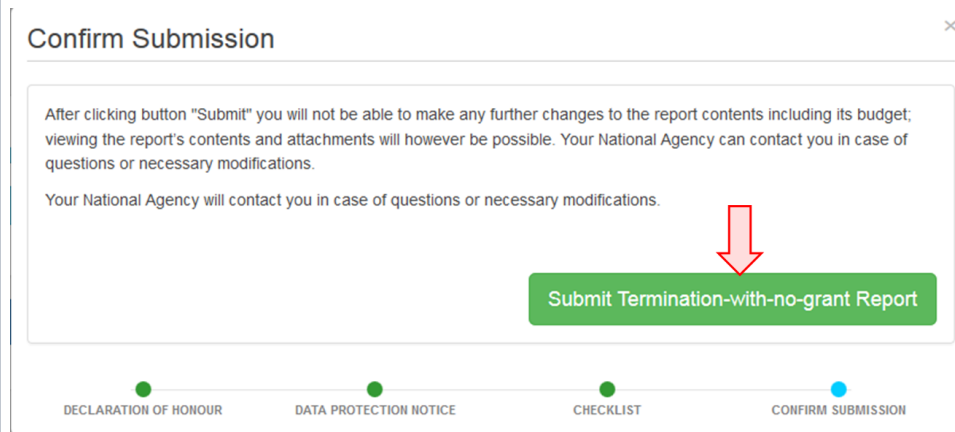 Confirm Submission
×
After clicking button "Submit" you will not be able to make any further changes to the report contents including its budget;
viewing the report's contents and attachments will however be possible. Your National Agency can contact you in case of
questions or necessary modifications.
Your National Agency will contact you in case of questions or necessary modifications.
Submit Termination-with-no-grant Report
DECLARATION OF HONOUR
DATA PROTECTION NOTICE
CHECKLIST
CONFIRM SUBMISSION